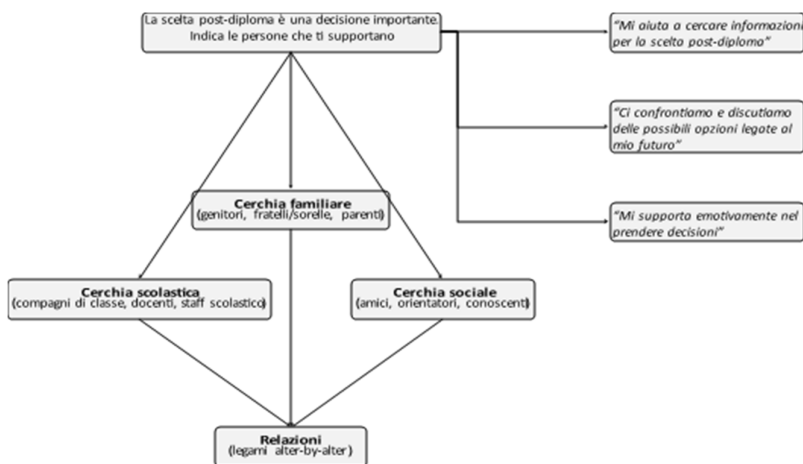 La scelta post-diploma è una decisione importante.
Indica le persone che ti supportano
“Mi aiuta a cercare informazioni
per la scelta post-diploma”
“Ci confrontiamo e discutiamo
delle possibili opzioni legate al
mio futuro”
Cerchia familiare
(genitori, fratelli/sorelle, parenti)
“Mi supporta emotivamente nel
prendere decisioni”
Cerchia scolastica
(compagni di classe, docenti, staff scolastico)
Cerchia sociale
(amici, orientatori, conoscenti)
Relazioni
(legami alter-by-alter)